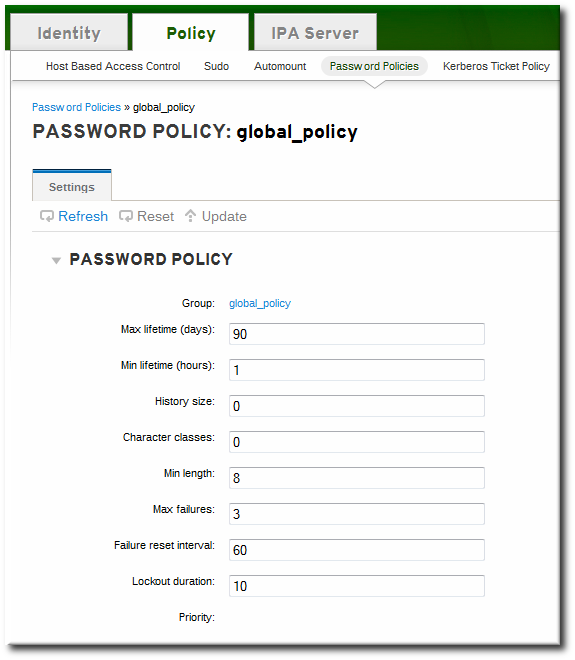 Identity Policy IPA Server
Host Based Access Control Sudo Automount Password Policies Kerberos Ticket Policy
Password Policies » global_policy
PASSWORD POLICY: global_policy
Settings
Refresh Reset Update
PASSWORD POLICY
Group: global_policy
Max lifetime (days): 90
Min lifetime (hours): 1
History size: 0
Character classes: 0
Min length: 8
Max failures: 3
Failure reset interval: 60
Lockout duration: 10
Priority: